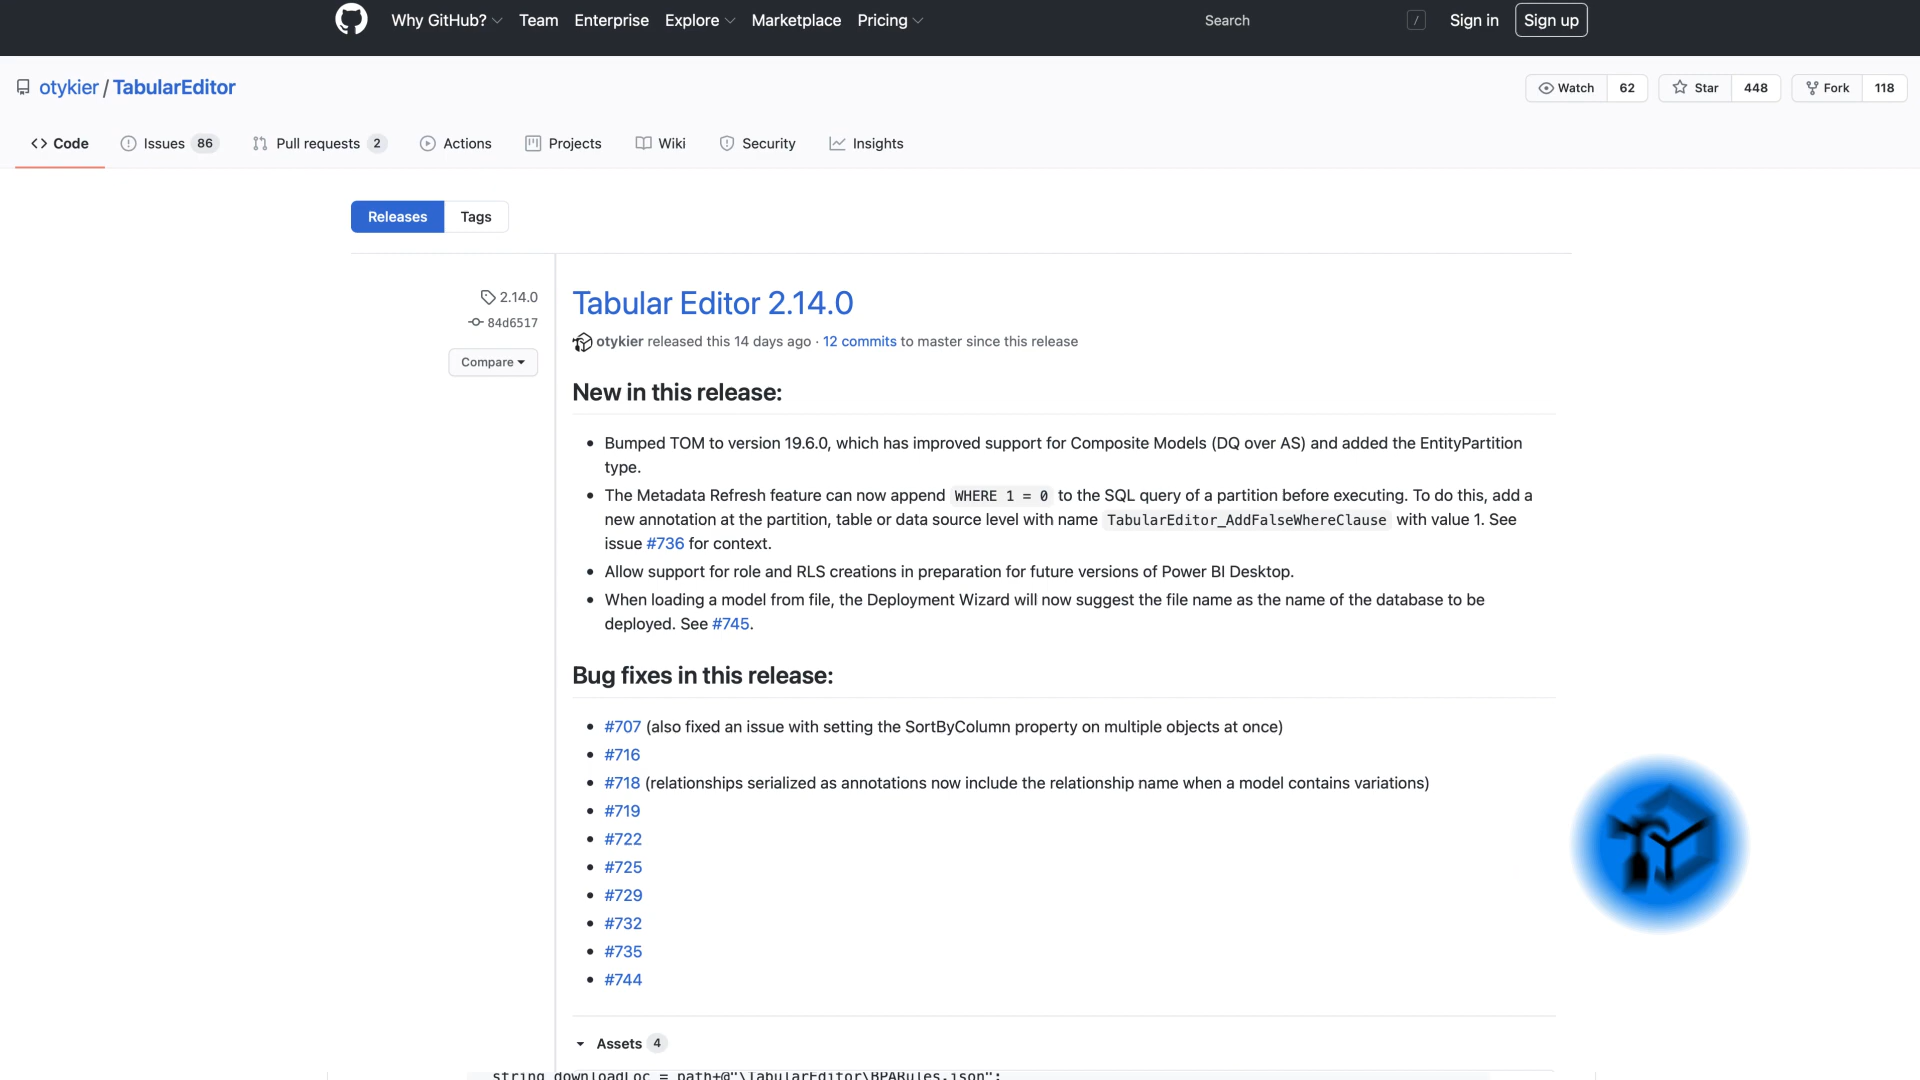 Why GitHub? Team Enterprise Explore Marketplace Pricing Search / Sign in Sign up
otykier / TabularEditor Watch 62 Star 448 Fork 118
Code Issues 86 Pull requests 2 Actions Projects Wiki Security Insights
Releases Tags
2.14.0
84d6517
Compare
Tabular Editor 2.14.0
otykier released this 14 days ago · 12 commits to master since this release
New in this release:
• Bumped TOM to version 19.6.0, which has improved support for Composite Models (DQ over AS) and added the EntityPartition
type.
• The Metadata Refresh feature can now append WHERE 1 = 0 to the SQL query of a partition before executing. To do this, add a
new annotation at the partition, table or data source level with name TabularEditor_AddFalseWhereClause with value 1. See
issue #736 for context.
• Allow support for role and RLS creations in preparation for future versions of Power BI Desktop.
• When loading a model from file, the Deployment Wizard will now suggest the file name as the name of the database to be
deployed. See #745.
Bug fixes in this release:
• #707 (also fixed an issue with setting the SortByColumn property on multiple objects at once)
• #716
• #718 (relationships serialized as annotations now include the relationship name when a model contains variations)
• #719
• #722
• #725
• #729
• #732
• #735
• #744
Assets 4
string downloadLoc = path+@"\TabularEditor\BPARules.json";